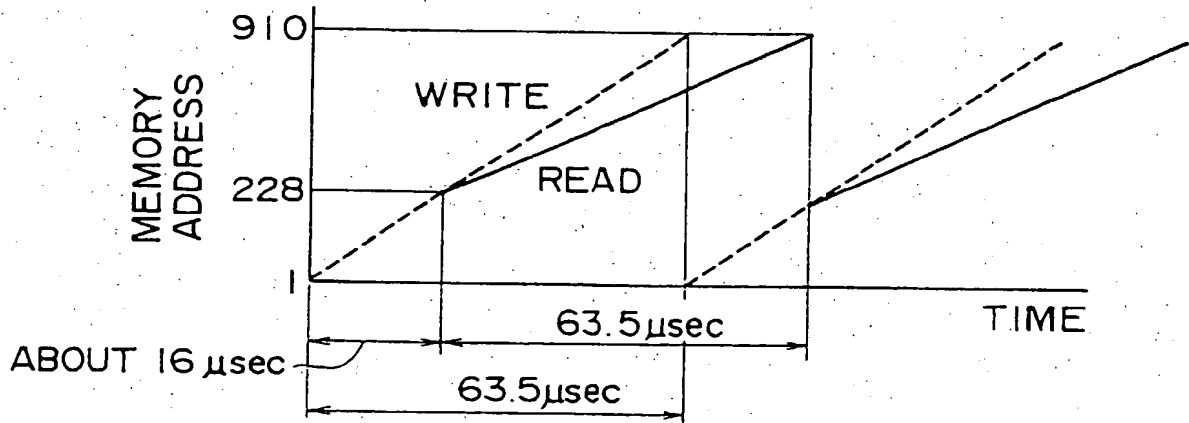 910
WRITE
MEMORY
ADDRESS
228
READ
1
TIME
63.5μsec
ABOUT 16 μsec
63.5μsec